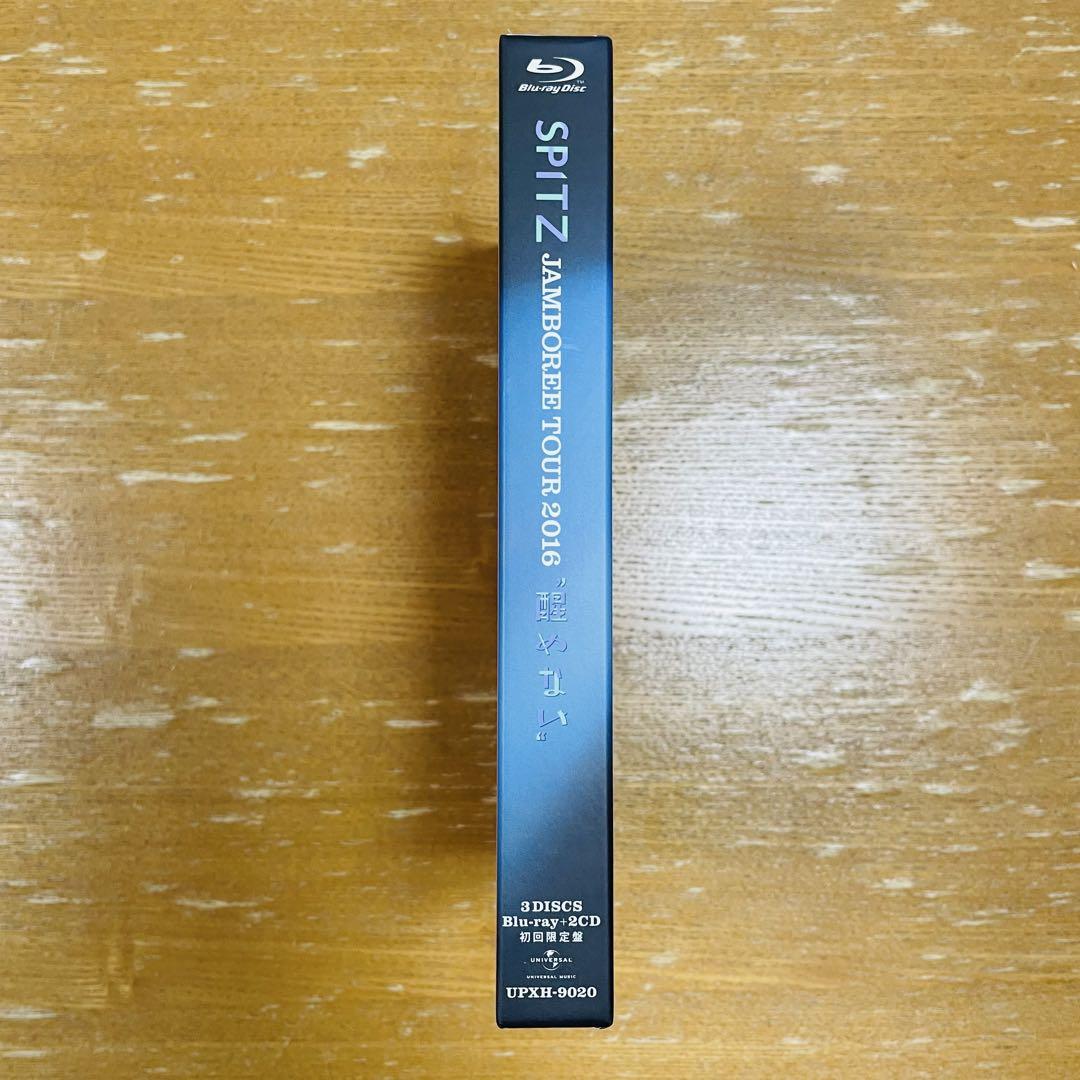 Blu-ray Disc™
SPITZ JAMBOREE TOUR 2016 "醒めない"
3 DISCS
Blu-ray+2CD
初回限定盤
UNIVERSAL
UNIVERSAL MUSIC
UPXH-9020